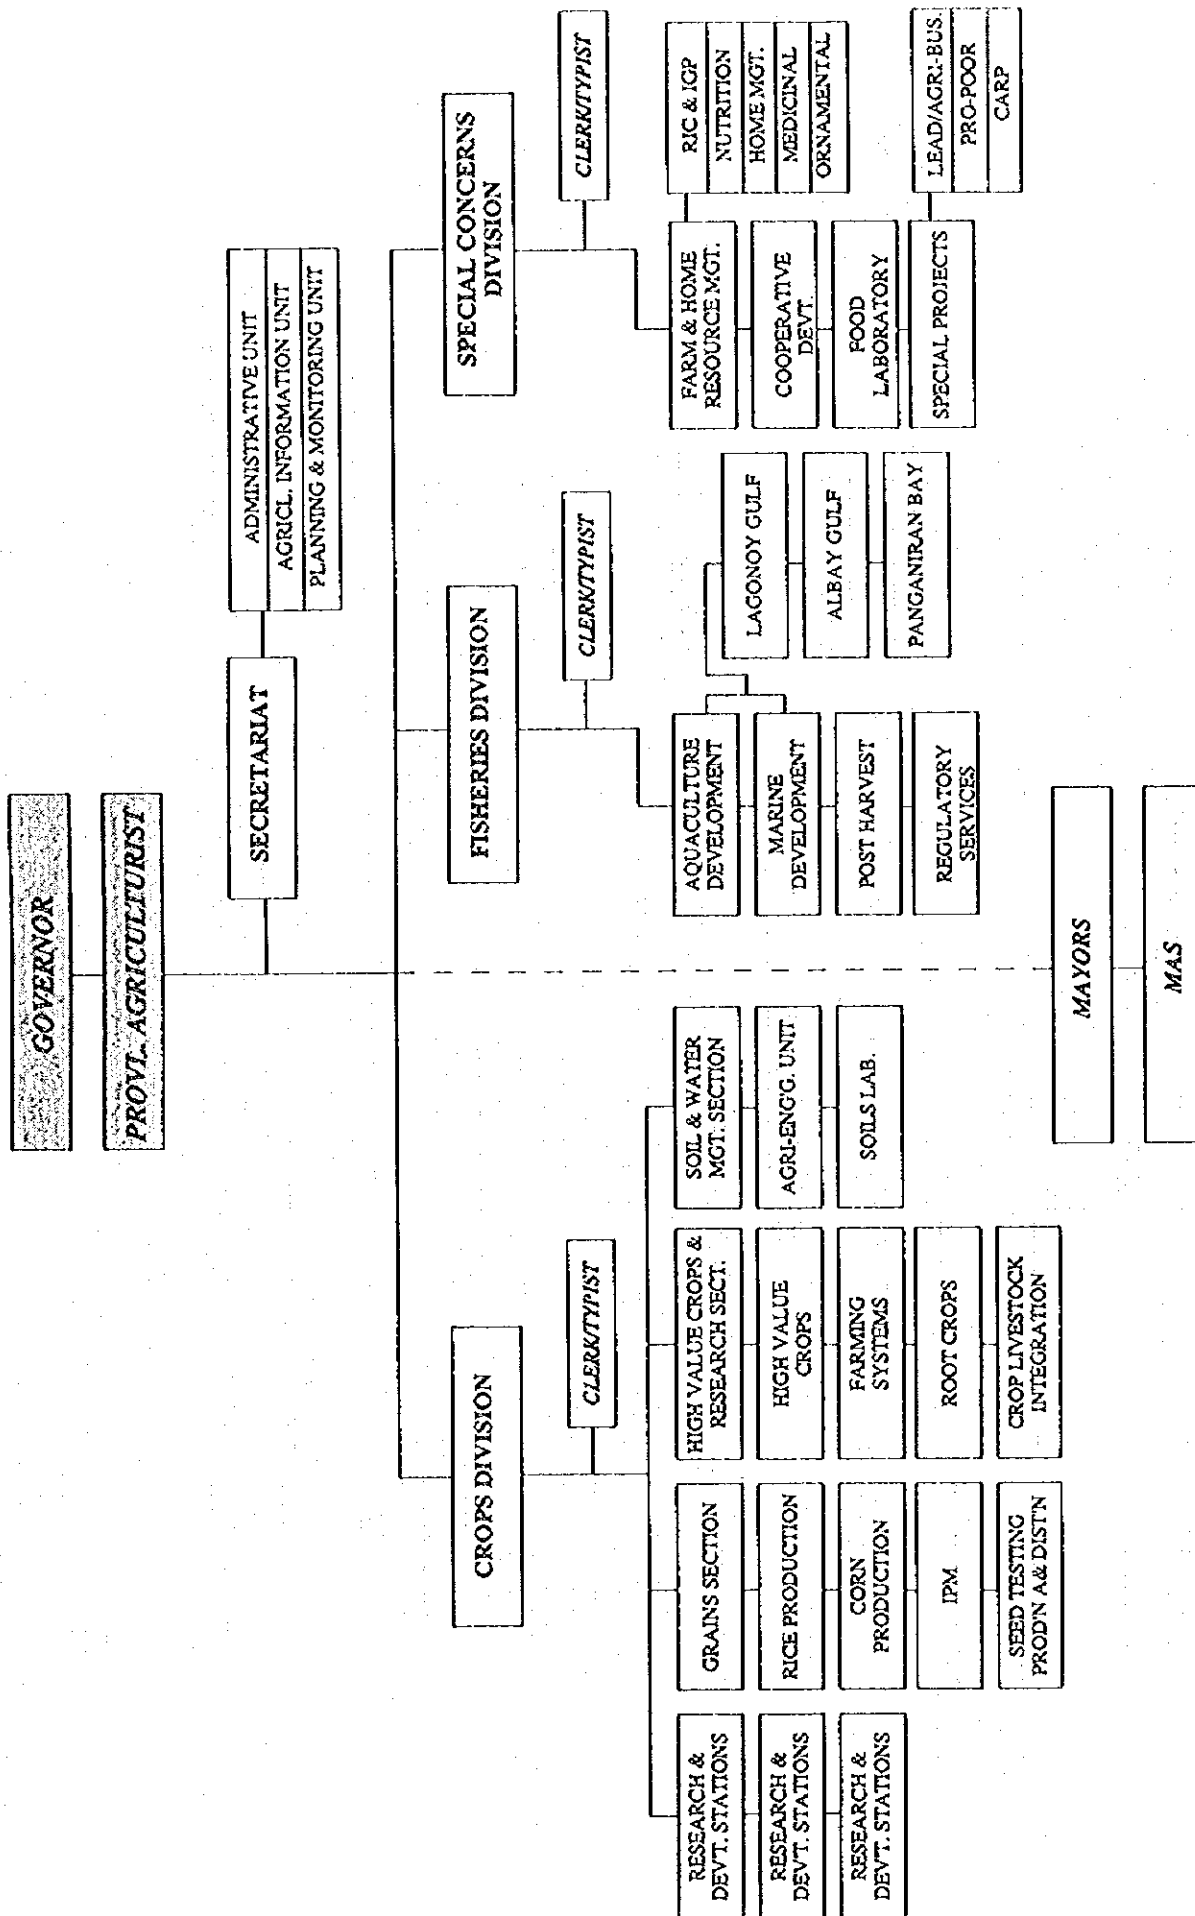 GOVERNOR
PROVL. AGRICULTURIST
SECRETARIAT
ADMINISTRATIVE UNIT
AGRICL. INFORMATION UNIT
PLANNING & MONITORING UNIT
CROPS DIVISION
CLERK/TYPIST
RESEARCH &
DEVT. STATIONS
RESEARCH &
DEVT. STATIONS
RESEARCH &
DEVT. STATIONS
GRAINS SECTION
RICE PRODUCTION
CORN
PRODUCTION
IPM
SEED TESTING
PROD'N A& DIST'N
HIGH VALUE CROPS &
RESEARCH SECT.
HIGH VALUE
CROPS
FARMING
SYSTEMS
ROOT CROPS
CROP LIVESTOCK
INTEGRATION
SOIL & WATER
MGT. SECTION
AGRI-ENG'G. UNIT
SOILS LAB.
FISHERIES DIVISION
CLERK/TYPIST
AQUACULTURE
DEVELOPMENT
MARINE
DEVELOPMENT
POST HARVEST
REGULATORY
SERVICES
LAGONOY GULF
ALBAY GULF
PANGANIRAN BAY
SPECIAL CONCERNS
DIVISION
CLERK/TYPIST
FARM & HOME
RESOURCE MGT.
COOPERATIVE
DEVT.
FOOD
LABORATORY
SPECIAL PROJECTS
RIC & IGP
NUTRITION
HOME MGT.
MEDICINAL
ORNAMENTAL
LEAD/AGRI-BUS.
PRO-POOR
CARP
MAYORS
MAS